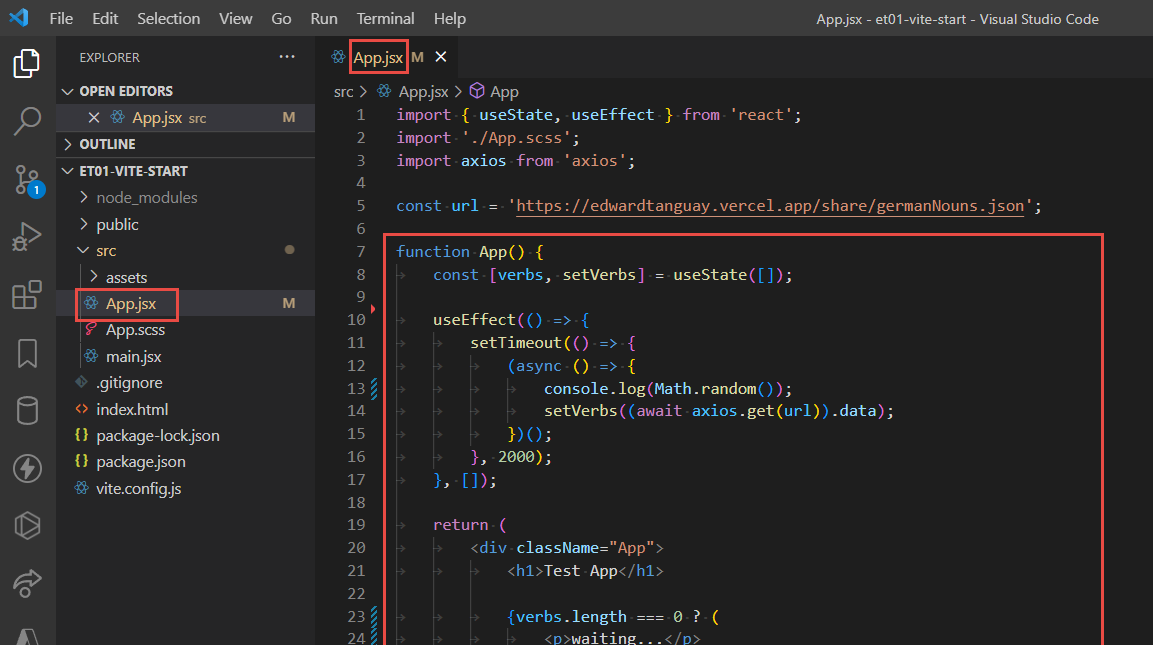 File Edit Selection View Go Run Terminal Help
App.jsx - et01-vite-start - Visual Studio Code
EXPLORER ···
OPEN EDITORS
App.jsx src M
OUTLINE
ET01-VITE-START
node_modules
public
src
assets
App.jsx M
App.scss
main.jsx
.gitignore
index.html
{} package-lock.json
{} package.json
vite.config.js
1
App.jsx M
src > App.jsx > App
1 import { useState, useEffect } from 'react';
2 import './App.scss';
3 import axios from 'axios';
4
5 const url = 'https://edwardtanguay.vercel.app/share/germanNouns.json';
6
7 function App() {
8 const [verbs, setVerbs] = useState([]);
9
10 useEffect(() => {
11 setTimeout(() => {
12 (async () => {
13 console.log(Math.random());
14 setVerbs((await axios.get(url)).data);
15 })();
16 }, 2000);
17 }, []);
18
19 return (
20 <div className="App">
21 <h1>Test App</h1>
22
23 {verbs.length === 0 ? (
24 <p>waiting...</p>